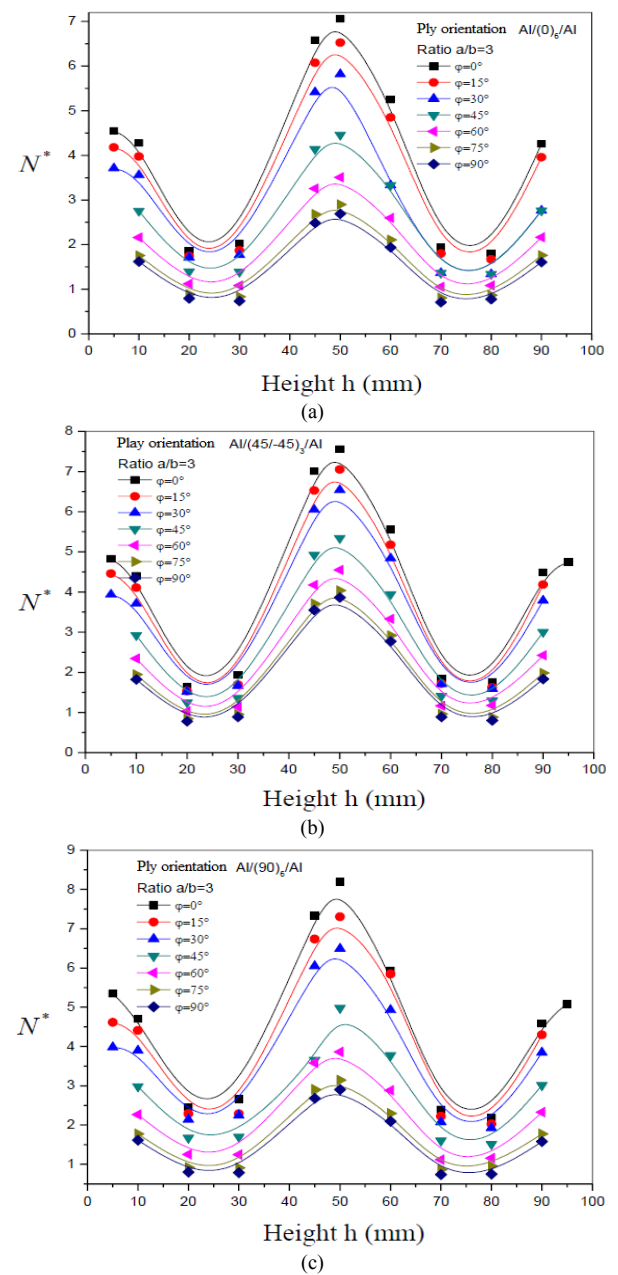 7
6
5
4
3
2
1
0
N*
Ply orientation Al/(0)6/Al
Ratio a/b=3
φ=0°
φ=15°
φ=30°
φ=45°
φ=60°
φ=75°
φ=90°
0 10 20 30 40 50 60 70 80 90 100
Height h (mm)
(a)
8
7
6
5
4
3
2
1
0
N*
Play orientation Al/(45/-45)3/Al
Ratio a/b=3
φ=0°
φ=15°
φ=30°
φ=45°
φ=60°
φ=75°
φ=90°
0 10 20 30 40 50 60 70 80 90 100
Height h (mm)
(b)
9
8
7
6
5
4
3
2
1
N*
Ply orientation Al/(90)6/Al
Ratio a/b=3
φ=0°
φ=15°
φ=30°
φ=45°
φ=60°
φ=75°
φ=90°
0 10 20 30 40 50 60 70 80 90 100
Height h (mm)
(c)